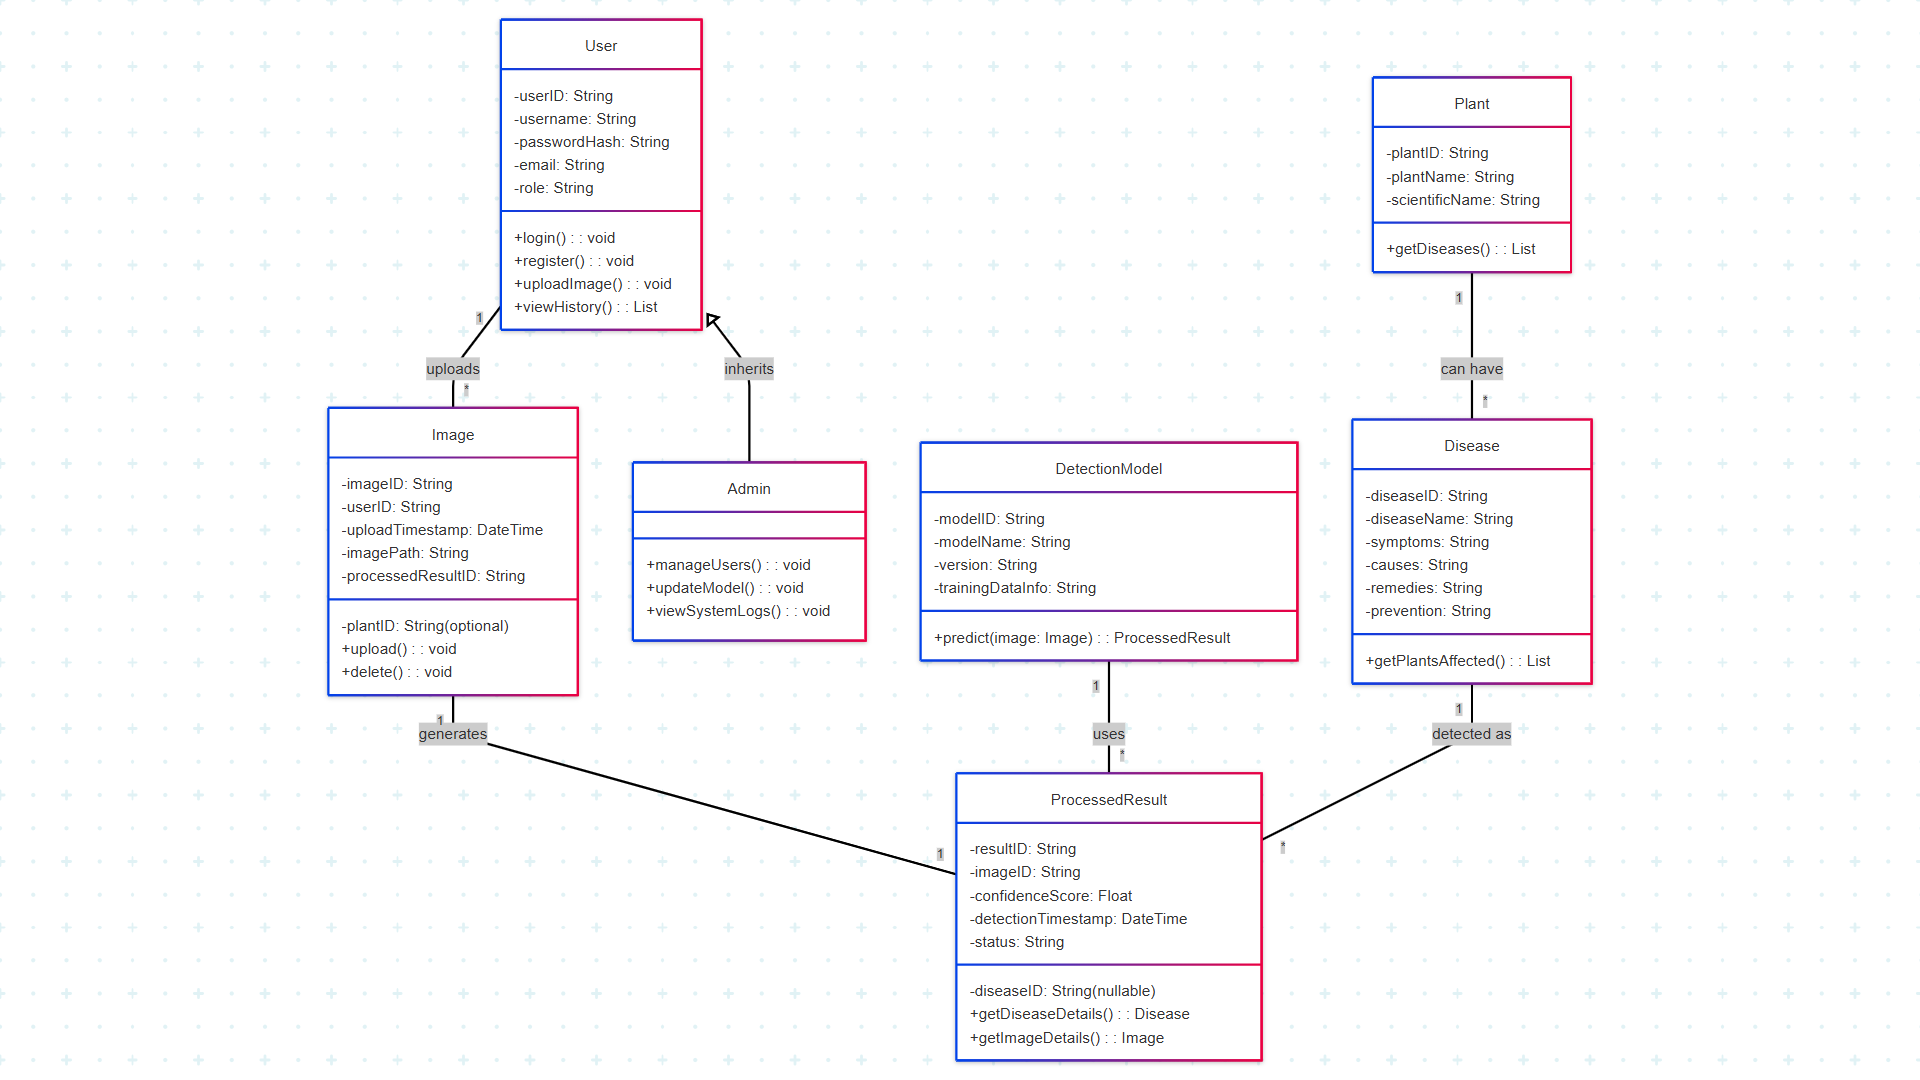 User
-userID: String
-username: String
-passwordHash: String
-email: String
-role: String
+login() : : void
+register() : : void
+uploadImage() : : void
+viewHistory() : : List
1
uploads
*
inherits
Image
-imageID: String
-userID: String
-uploadTimestamp: DateTime
-imagePath: String
-processedResultID: String
-plantID: String(optional)
+upload() : : void
+delete() : : void
Admin
+manageUsers() : : void
+updateModel() : : void
+viewSystemLogs() : : void
DetectionModel
-modelID: String
-modelName: String
-version: String
-trainingDataInfo: String
+predict(image: Image) : : ProcessedResult
Plant
-plantID: String
-plantName: String
-scientificName: String
+getDiseases() : : List
1
can have
*
Disease
-diseaseID: String
-diseaseName: String
-symptoms: String
-causes: String
-remedies: String
-prevention: String
+getPlantsAffected() : : List
1
generates
1
1
uses
*
1
detected as
*
ProcessedResult
-resultID: String
-imageID: String
-confidenceScore: Float
-detectionTimestamp: DateTime
-status: String
-diseaseID: String(nullable)
+getDiseaseDetails() : : Disease
+getImageDetails() : : Image